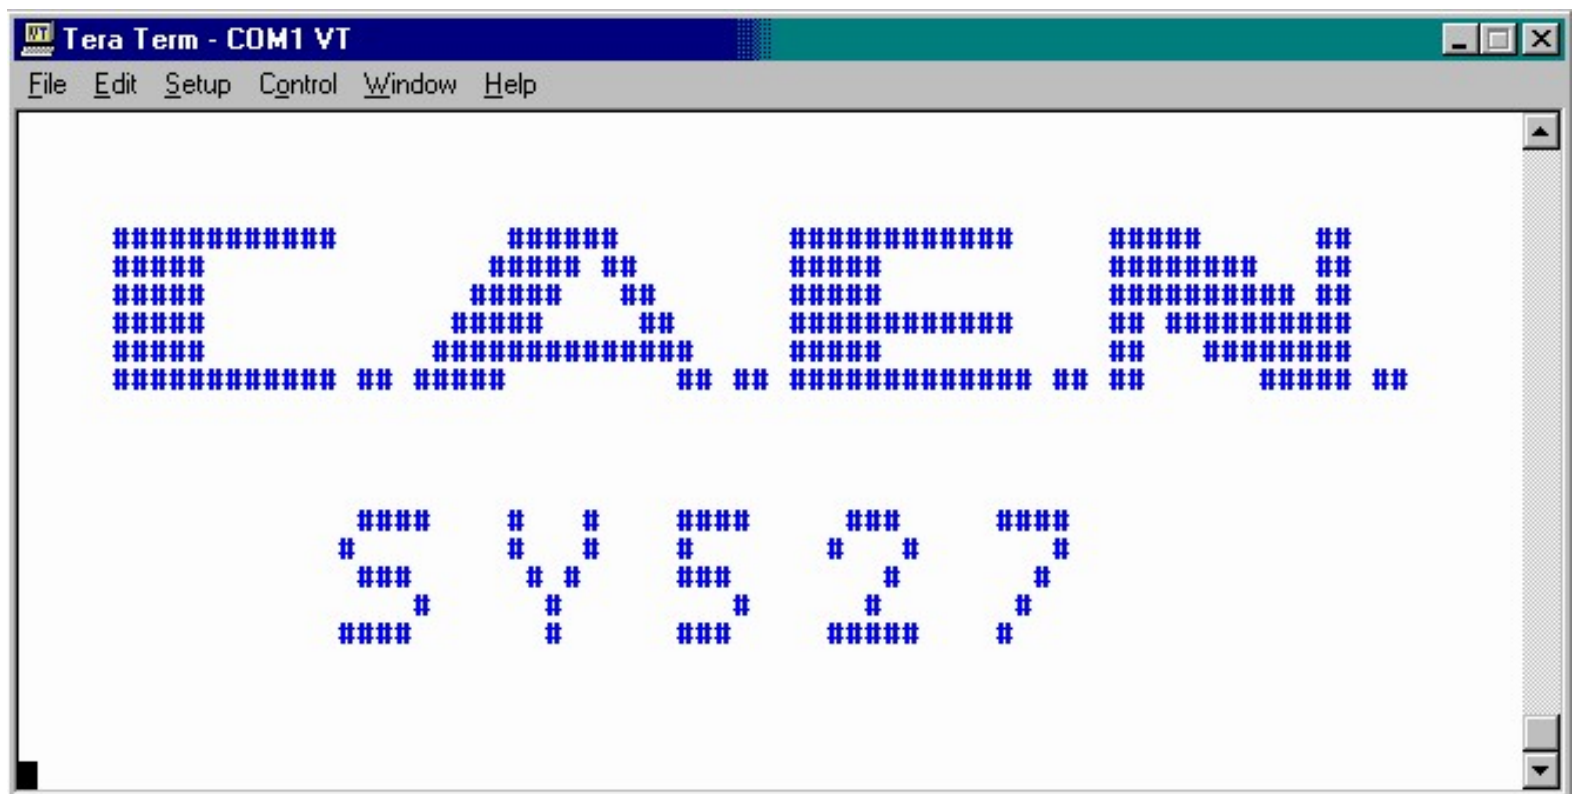 Tera Term - COM1 VT
File Edit Setup Control Window Help
C.A.E.N.
SY527